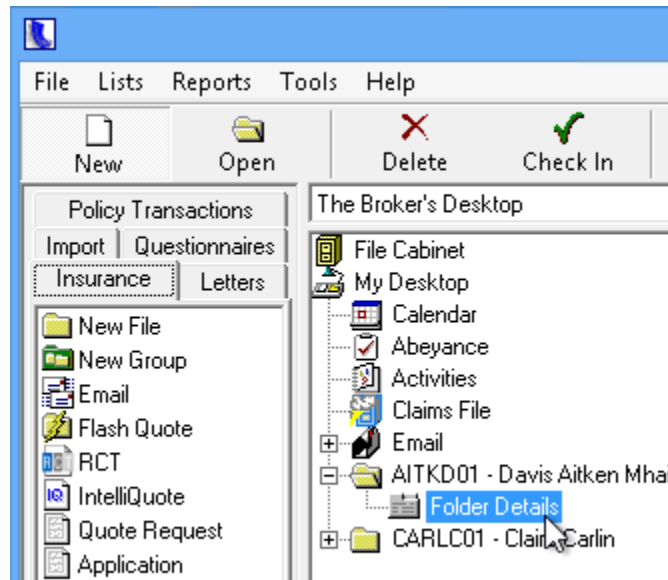 File Lists Reports Tools Help
New Open Delete Check In
Policy Transactions
Import Questionnaires
Insurance Letters
New File
New Group
Email
Flash Quote
RCT
IntelliQuote
Quote Request
Application
The Broker's Desktop
File Cabinet
My Desktop
Calendar
Abeyance
Activities
Claims File
Email
AITKD01 - Davis Aitken Mhai
Folder Details
CARLC01 - Carlin